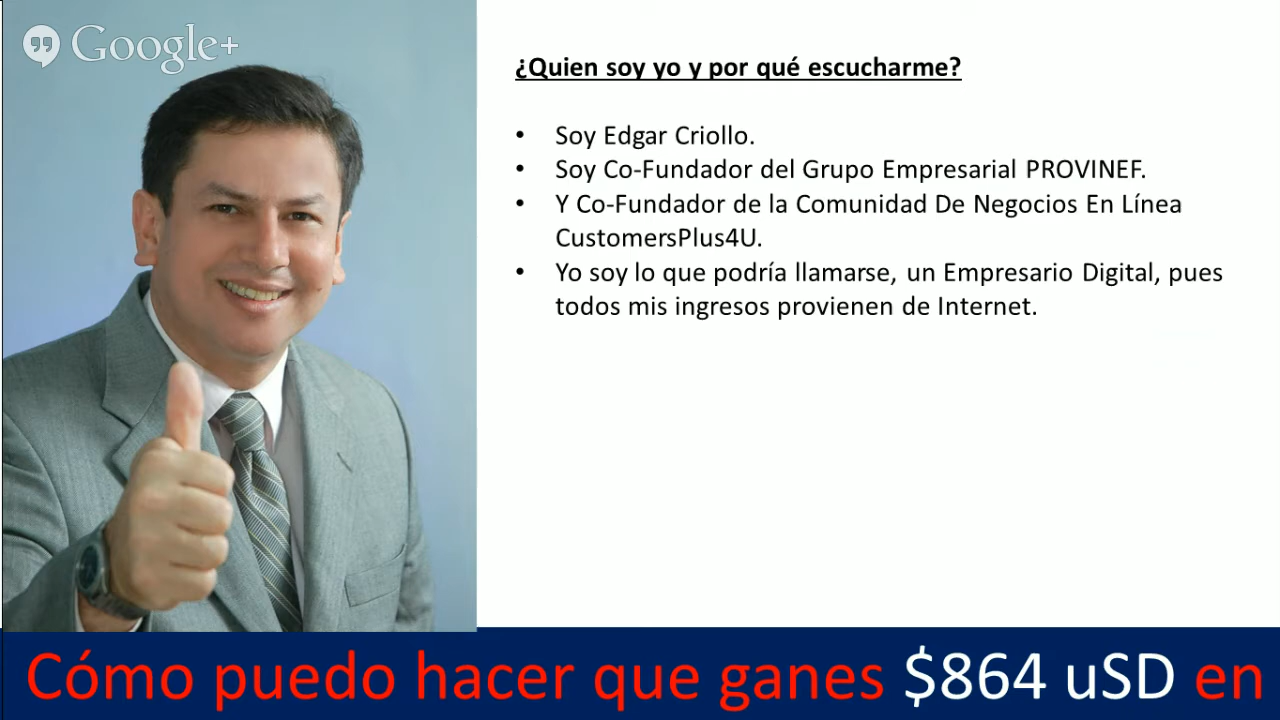 Google+
¿Quien soy yo y por qué escucharme?
• Soy Edgar Criollo.
• Soy Co-Fundador del Grupo Empresarial PROVINEF.
• Y Co-Fundador de la Comunidad De Negocios En Línea
CustomersPlus4U.
• Yo soy lo que podría llamarse, un Empresario Digital, pues
todos mis ingresos provienen de Internet.
Cómo puedo hacer que ganes $864 uSD en